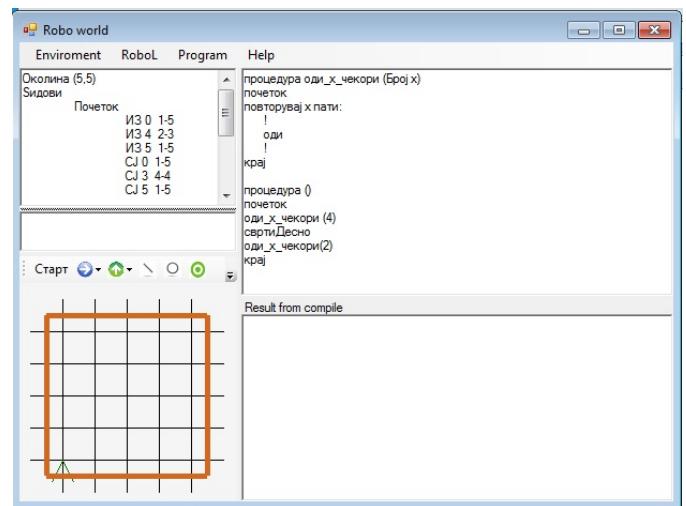 Robo world
Enviroment RoboL Program Help
Околина (5,5)
Ѕидови
Почеток
ИЗ 0 1-5
ИЗ 4 2-3
ИЗ 5 1-5
СЈ 0 1-5
СЈ 3 4-4
СЈ 5 1-5
Старт
процедура оди_х_чекори (Број х)
почеток
повторувај х пати:
!
оди
!
крај
процедура ()
почеток
оди_х_чекори (4)
свртиДесно
оди_х_чекори(2)
крај
Result from compile